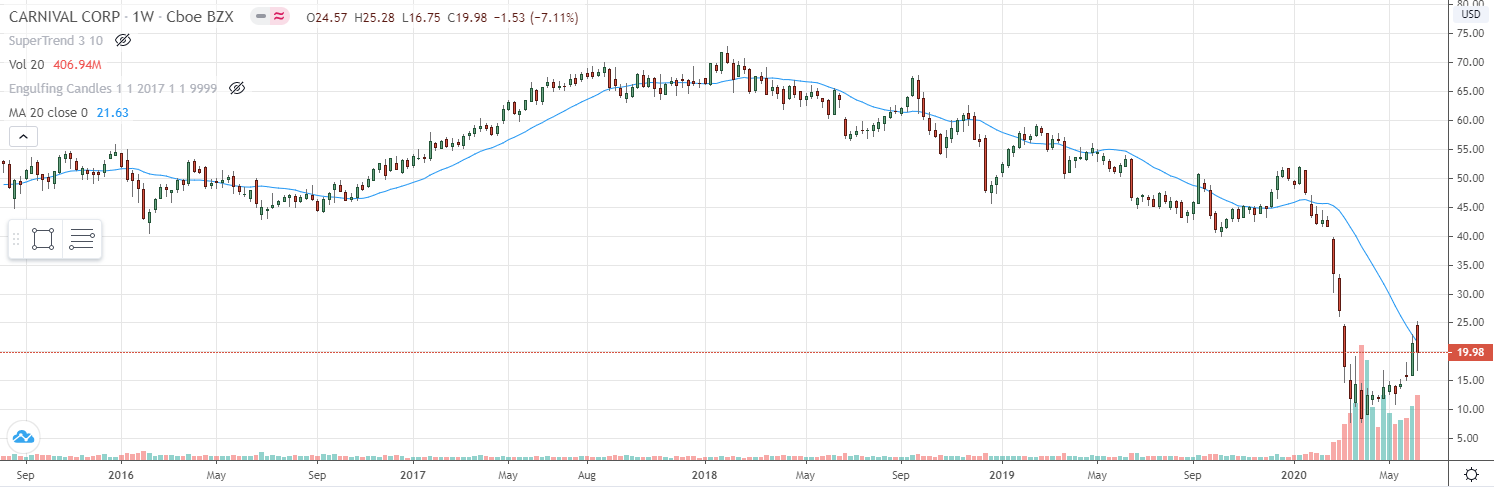 CARNIVAL CORP · 1W · Cboe BZX O24.57 H25.28 L16.75 C19.98 −1.53 (−7.11%)
SuperTrend 3 10
Vol 20 406.94M
Engulfing Candles 1 1 2017 1 1 9999
MA 20 close 0 21.63
80.00
USD
75.00
70.00
65.00
60.00
55.00
50.00
45.00
40.00
35.00
30.00
25.00
19.98
15.00
10.00
5.00
Sep 2016 May Sep 2017 May Aug 2018 May Sep 2019 May Sep 2020 May